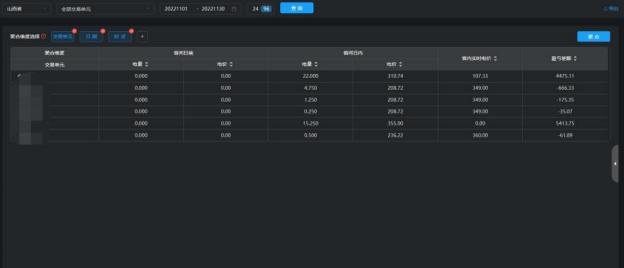 山西省 全部交易单元 20221101 - 20221130 24 96 查询 导出
聚合维度选择 交易单元 日期 时段 + 聚合
聚合维度 省间日前 省间日内 省内实时电价 盈亏差额
交易单元 电量 电价 电量 电价
0.000 0.00 22.000 310.74 107.33 4475.11
0.000 0.00 4.750 208.72 349.00 -666.33
0.000 0.00 1.250 208.72 349.00 -175.35
0.000 0.00 0.250 208.72 349.00 -35.07
0.000 0.00 15.250 355.00 0.00 5413.75
0.000 0.00 0.500 236.22 360.00 -61.89